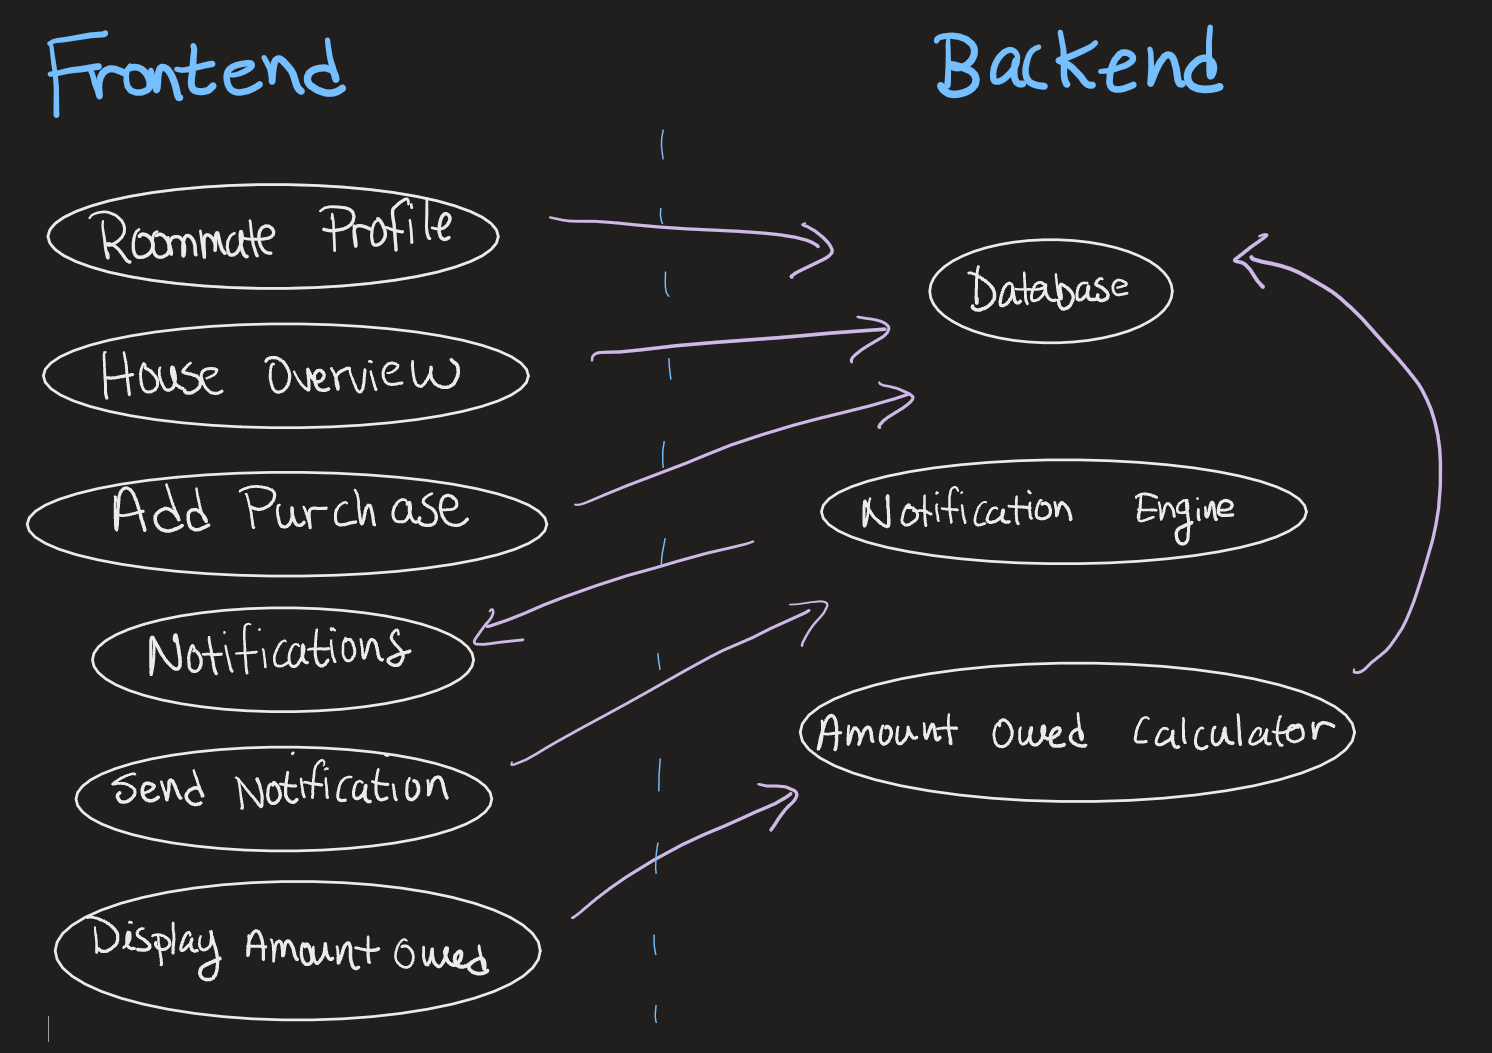 Frontend
Backend
Roommate Profile
House Overview
Add Purchase
Notifications
Send Notification
Display Amount Owed
Database
Notification Engine
Amount Owed Calculator